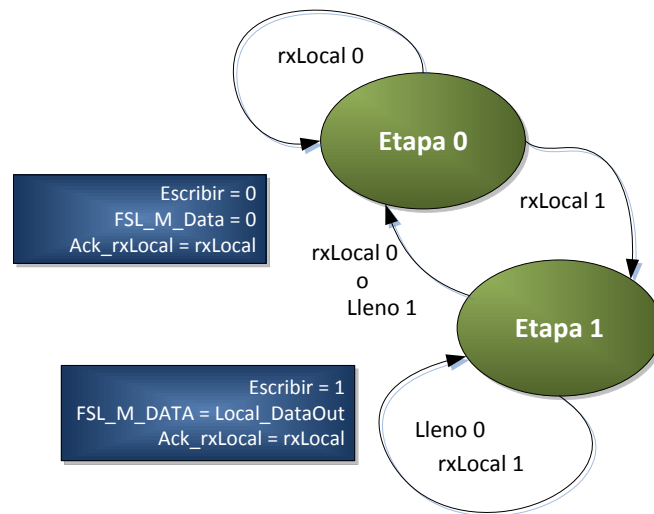 rxLocal 0
Etapa 0
Escribir = 0
FSL_M_Data = 0
Ack_rxLocal = rxLocal
rxLocal 1
rxLocal 0
o
Lleno 1
Etapa 1
Escribir = 1
FSL_M_DATA = Local_DataOut
Ack_rxLocal = rxLocal
Lleno 0
rxLocal 1